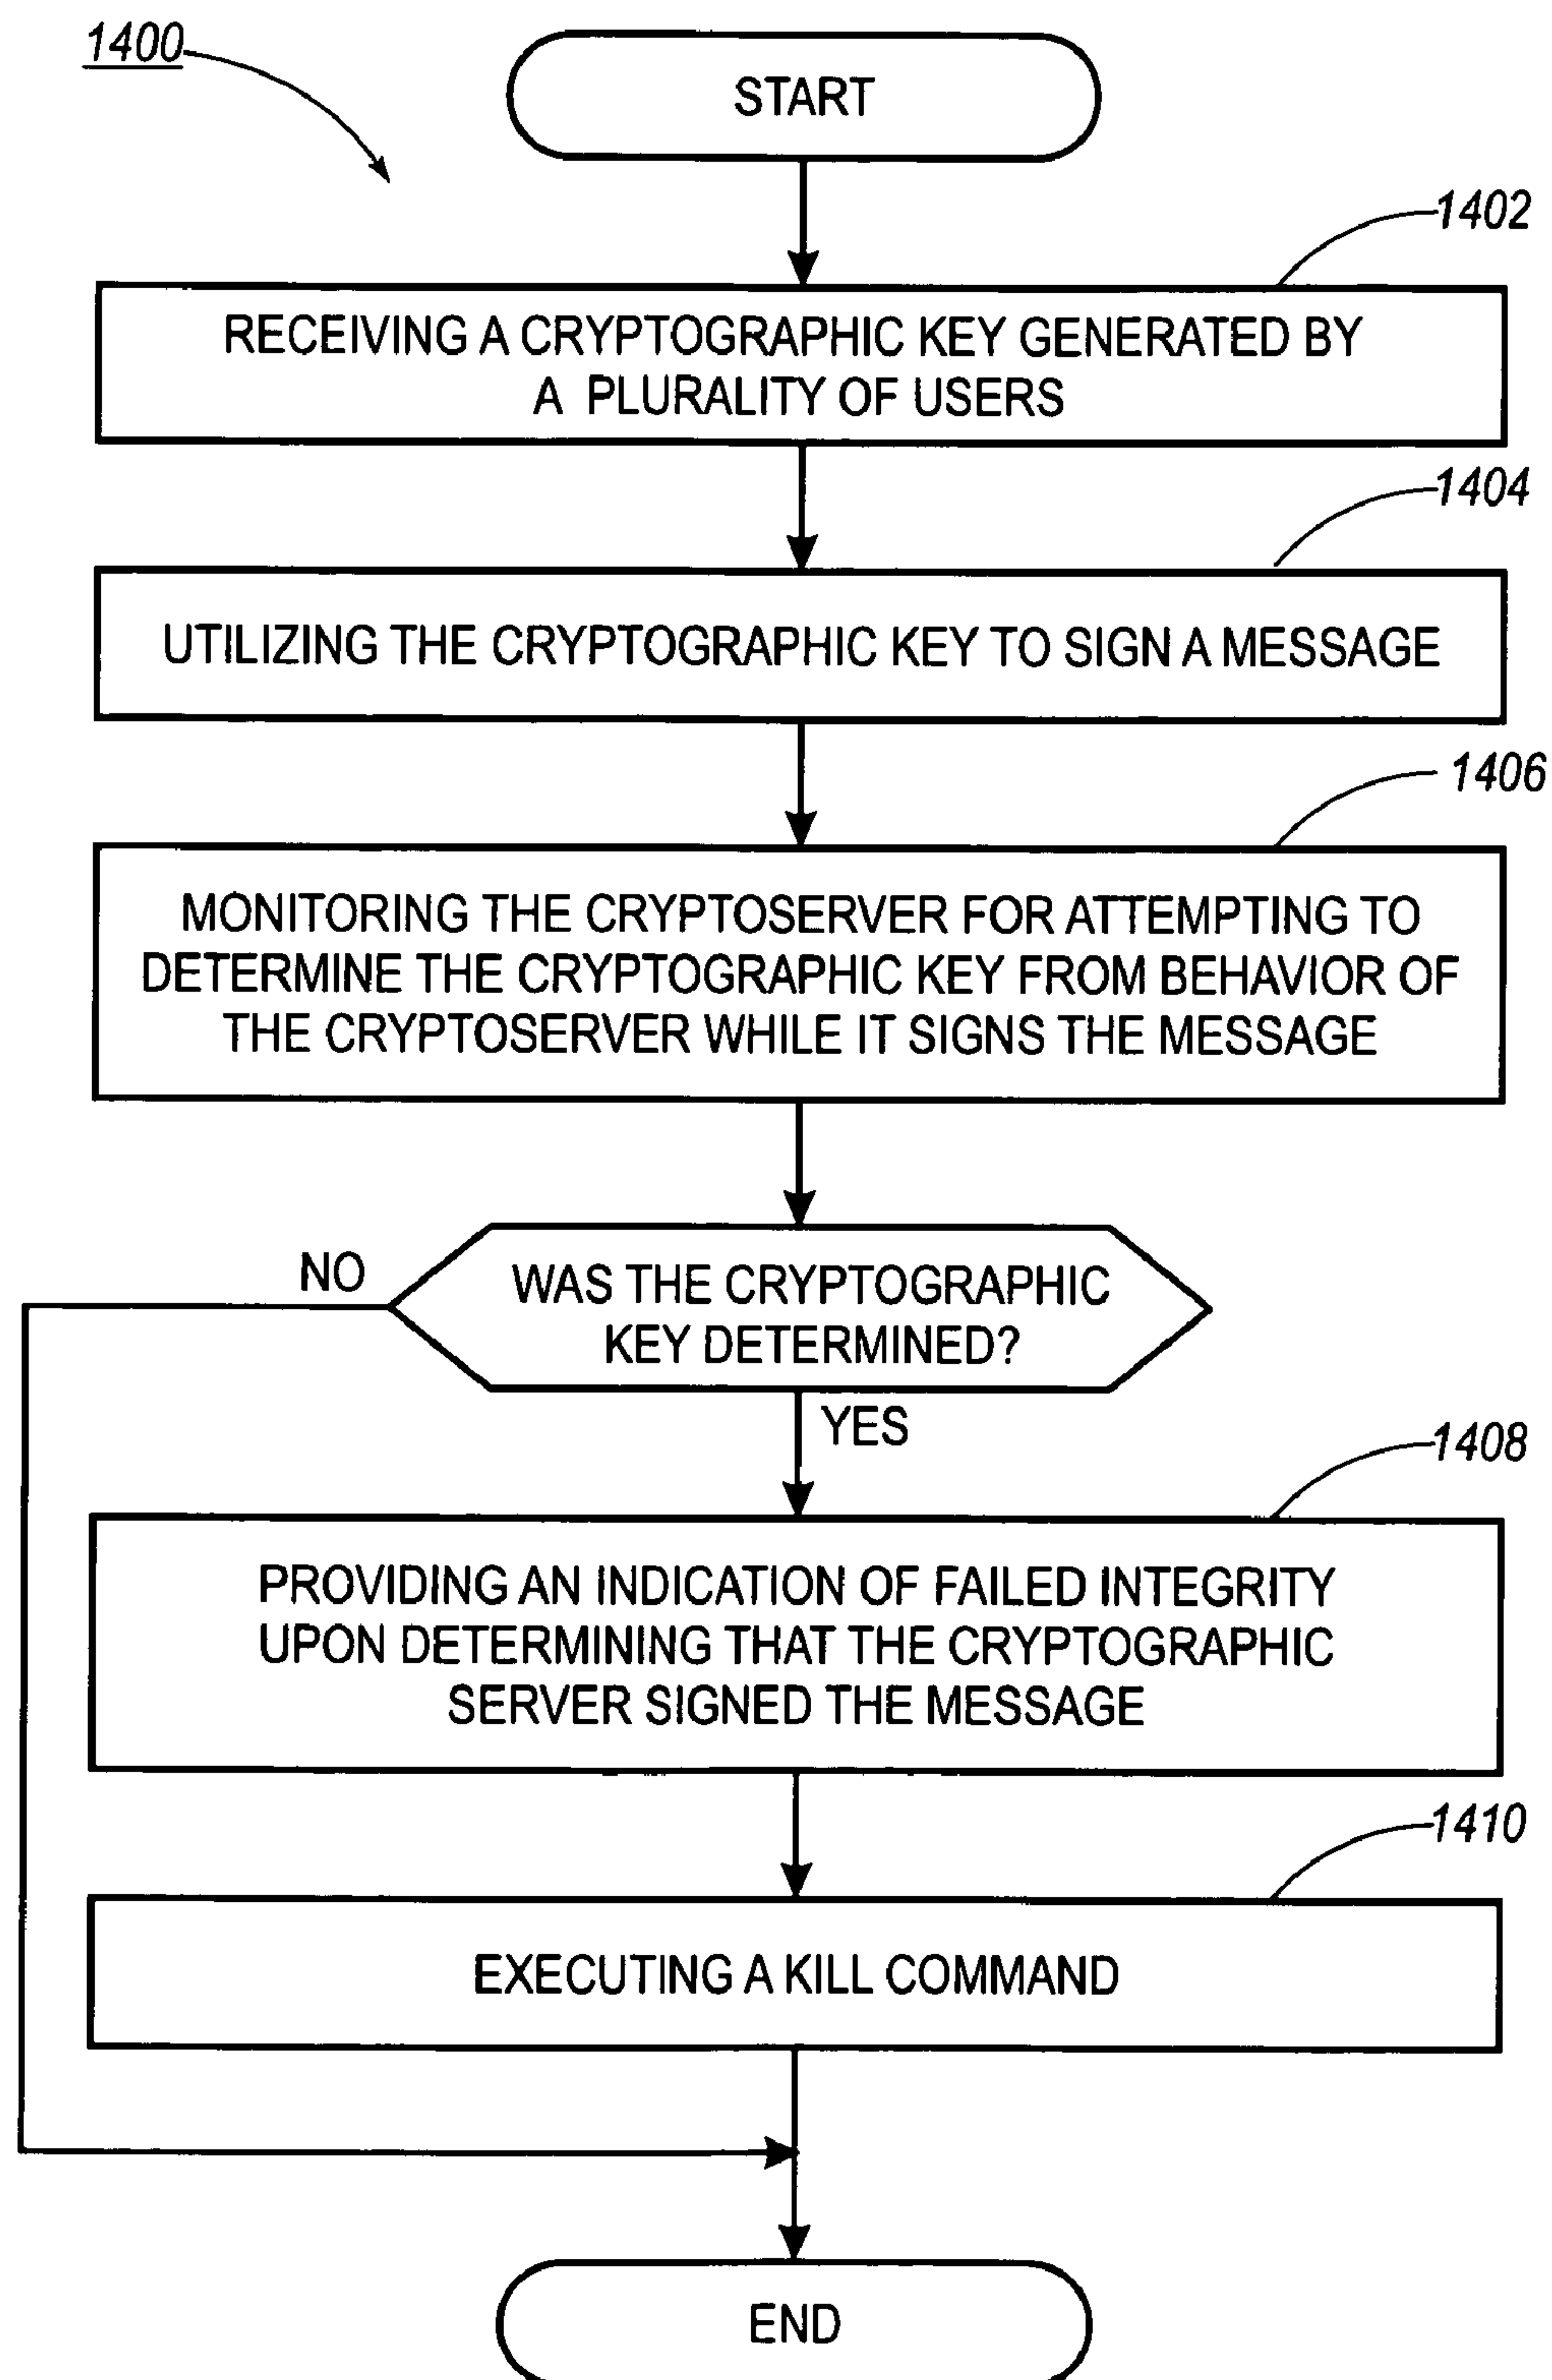 1400
START
1402
RECEIVING A CRYPTOGRAPHIC KEY GENERATED BY
A PLURALITY OF USERS
1404
UTILIZING THE CRYPTOGRAPHIC KEY TO SIGN A MESSAGE
1406
MONITORING THE CRYPTOSERVER FOR ATTEMPTING TO
DETERMINE THE CRYPTOGRAPHIC KEY FROM BEHAVIOR OF
THE CRYPTOSERVER WHILE IT SIGNS THE MESSAGE
NO
WAS THE CRYPTOGRAPHIC
KEY DETERMINED?
YES
1408
PROVIDING AN INDICATION OF FAILED INTEGRITY
UPON DETERMINING THAT THE CRYPTOGRAPHIC
SERVER SIGNED THE MESSAGE
1410
EXECUTING A KILL COMMAND
END